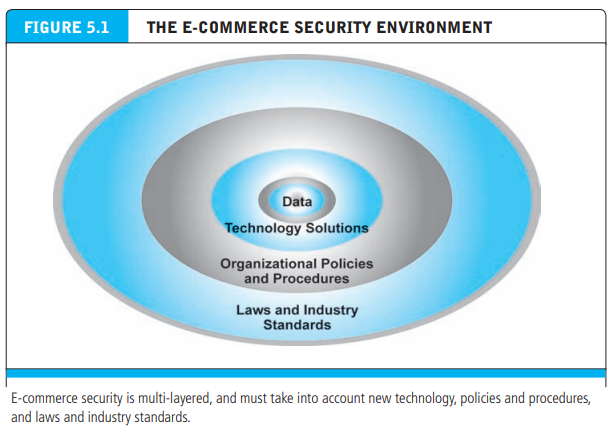 FIGURE 5.1
THE E-COMMERCE SECURITY ENVIRONMENT
Data
Technology Solutions
Organizational Policies
and Procedures
Laws and Industry
Standards
E-commerce security is multi-layered, and must take into account new technology, policies and procedures,
and laws and industry standards.